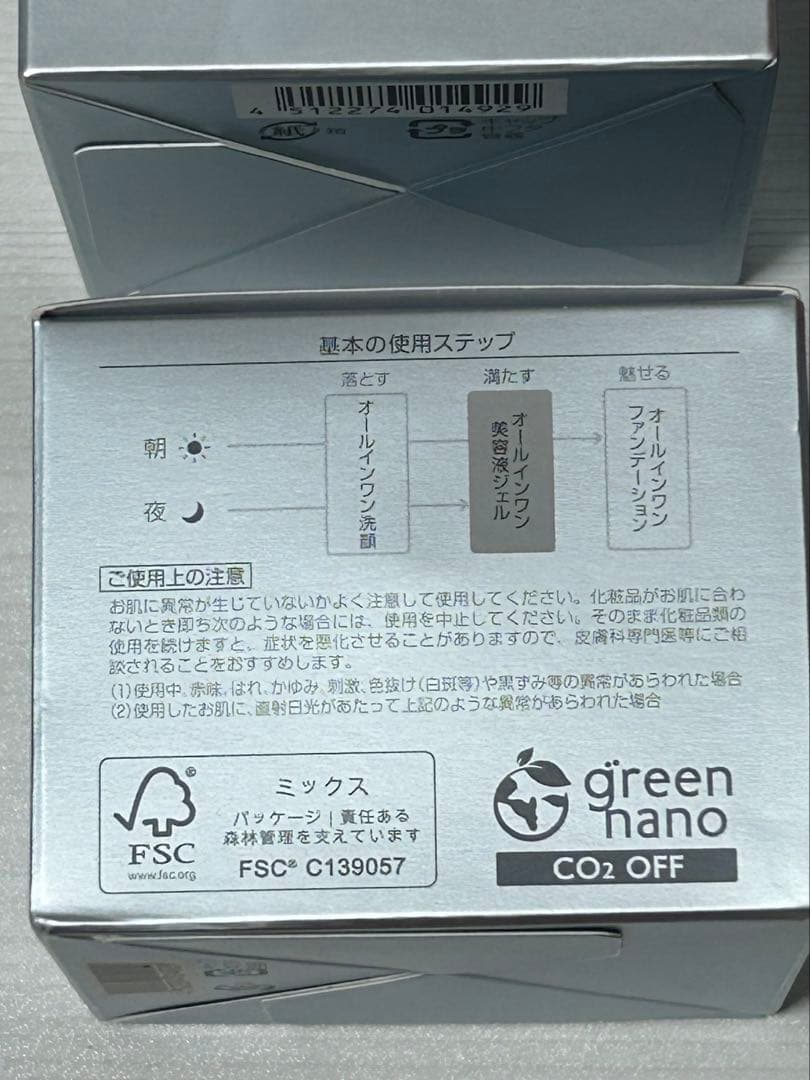 4 512274 014929
紙
基本の使用ステップ
落とす
満たす
魅せる
朝
夜
オールインワン洗顔
オールインワン
美容液ジェル
オールインワン
ファンデーション
ご使用上の注意
お肌に異常が生じていないかよく注意して使用してください。化粧品がお肌に合わ
ないとき即ち次のような場合には、使用を中止してください。そのまま化粧品類の
使用を続けますと、症状を悪化させることがありますので、皮膚科専門医等にご相
談されることをおすすめします。
(1)使用中、赤味、はれ、かゆみ、刺激、色抜け(白斑等)や黒ずみ等の異常があらわれた場合
(2)使用したお肌に、直射日光があたって上記のような異常があらわれた場合
FSC
www.fsc.org
ミックス
パッケージ|責任ある
森林管理を支えています
FSC® C139057
green
nano
CO2 OFF